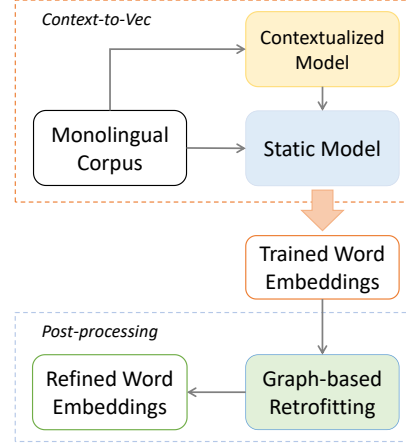 Context-to-Vec
Contextualized
Model
Monolingual
Corpus
Static Model
Trained Word
Embeddings
Post-processing
Refined Word
Embeddings
Graph-based
Retrofitting